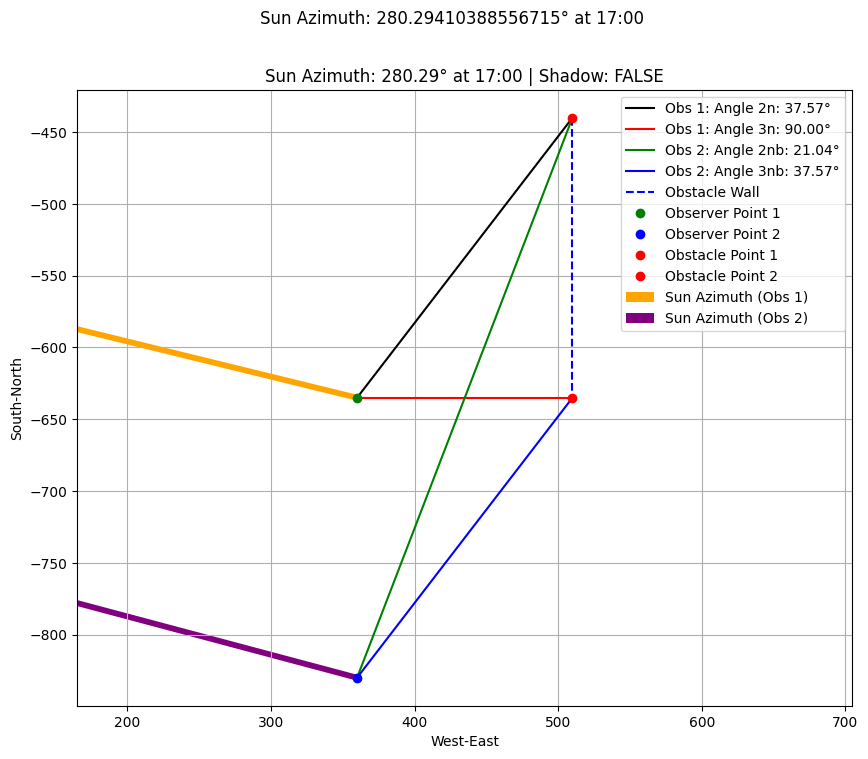 Sun Azimuth: 280.29410388556715° at 17:00
Sun Azimuth: 280.29° at 17:00 | Shadow: FALSE
Obs 1: Angle 2n: 37.57°
Obs 1: Angle 3n: 90.00°
Obs 2: Angle 2nb: 21.04°
Obs 2: Angle 3nb: 37.57°
Obstacle Wall
Observer Point 1
Observer Point 2
Obstacle Point 1
Obstacle Point 2
Sun Azimuth (Obs 1)
Sun Azimuth (Obs 2)
South-North
−450
−500
−550
−600
−650
−700
−750
−800
200
300
400
500
600
700
West-East